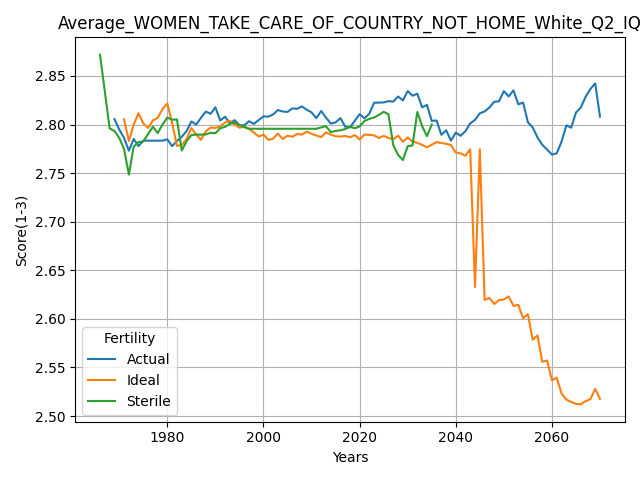 Average_WOMEN_TAKE_CARE_OF_COUNTRY_NOT_HOME_White_Q2_IQ
Score(1-3)
2.85
2.80
2.75
2.70
2.65
2.60
2.55
2.50
Fertility
Actual
Ideal
Sterile
1980
2000
2020
2040
2060
Years